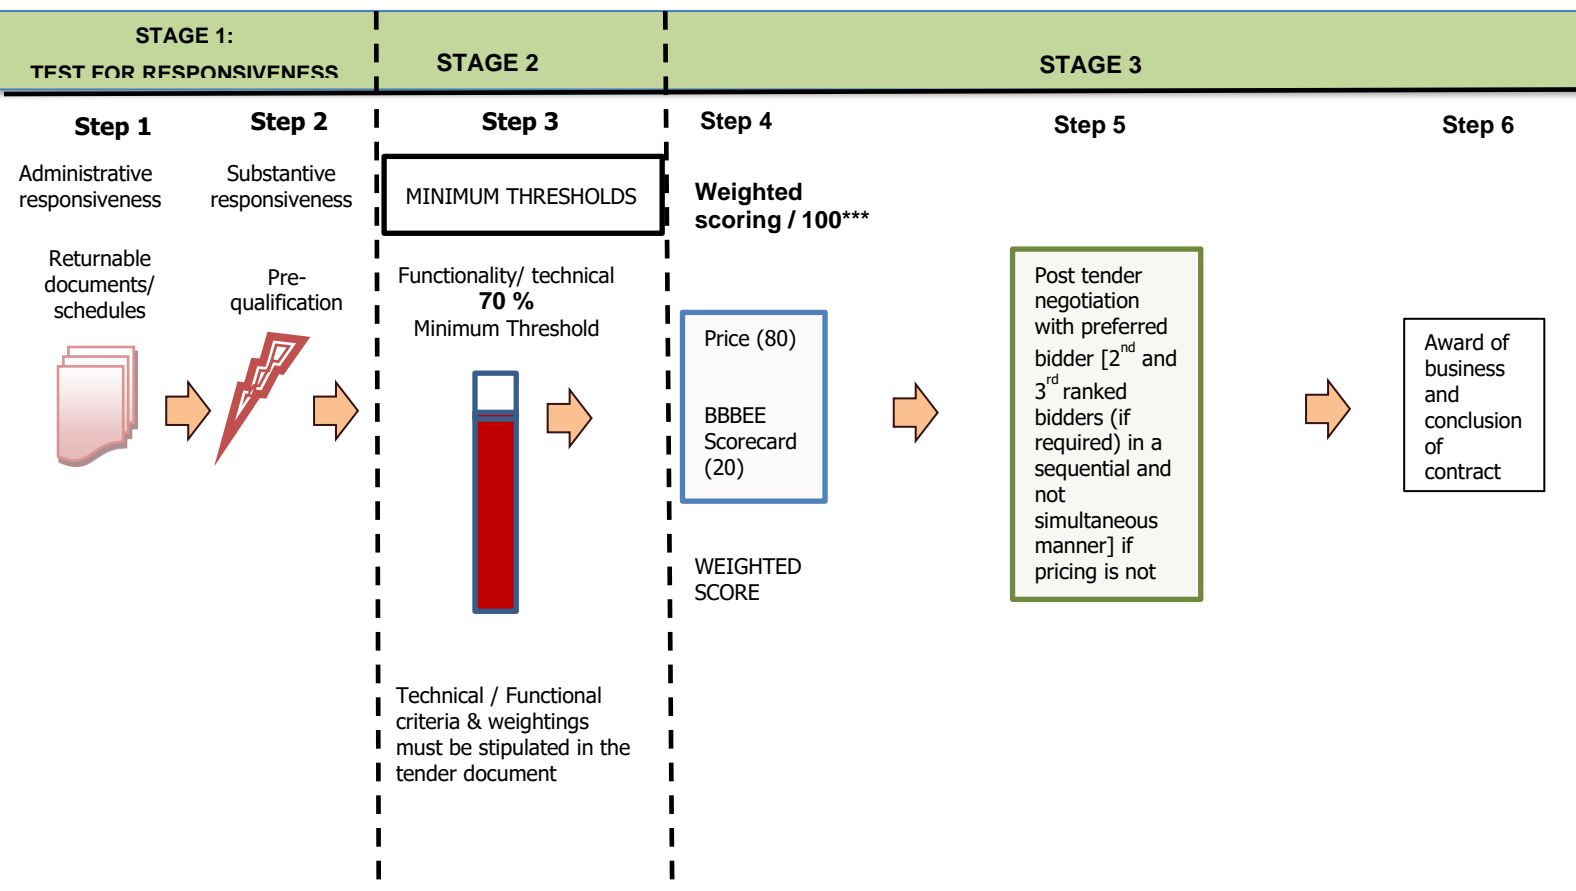 STAGE 1:
TEST FOR RESPONSIVENESS
STAGE 2
STAGE 3
Step 1
Administrative
responsiveness
Returnable
documents/
schedules
Step 2
Substantive
responsiveness
Pre-
qualification
Step 3
MINIMUM THRESHOLDS
Functionality/ technical
70 %
Minimum Threshold
Technical / Functional
criteria & weightings
must be stipulated in the
tender document
Step 4
Weighted
scoring / 100***
Price (80)
BBBEE
Scorecard
(20)
WEIGHTED
SCORE
Step 5
Post tender
negotiation
with preferred
bidder [2nd and
3rd ranked
bidders (if
required) in a
sequential and
not
simultaneous
manner] if
pricing is not
Step 6
Award of
business
and
conclusion
of
contract